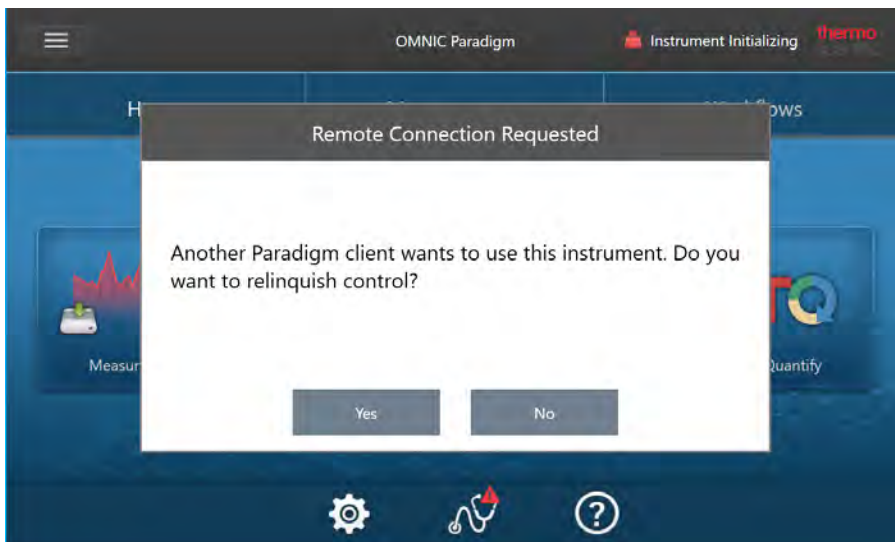 OMNIC Paradigm
Instrument Initializing
thermo
Remote Connection Requested
Another Paradigm client wants to use this instrument. Do you
want to relinquish control?
Measur
Quantify
Yes
No